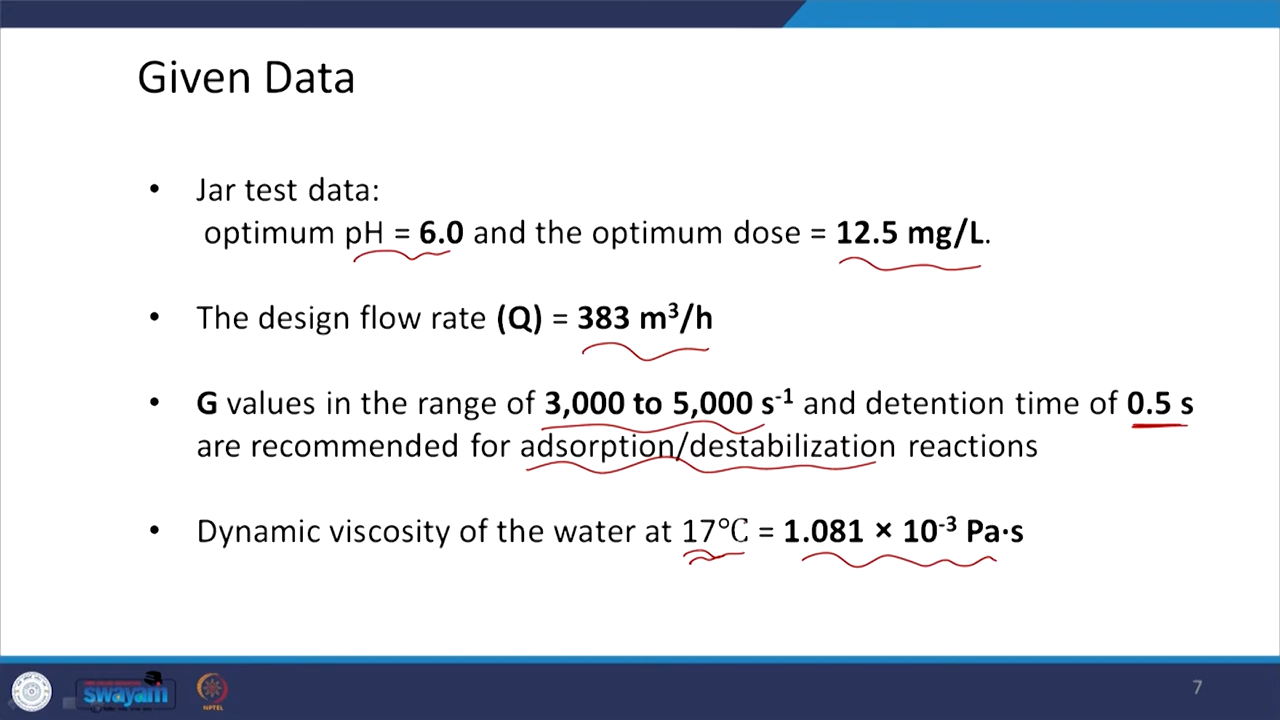 Given Data
• Jar test data:
optimum pH = 6.0 and the optimum dose = 12.5 mg/L.
• The design flow rate (Q) = 383 m³/h
• G values in the range of 3,000 to 5,000 s⁻¹ and detention time of 0.5 s
are recommended for adsorption/destabilization reactions
• Dynamic viscosity of the water at 17℃ = 1.081 × 10⁻³ Pa·s
swayam
NPTEL
7